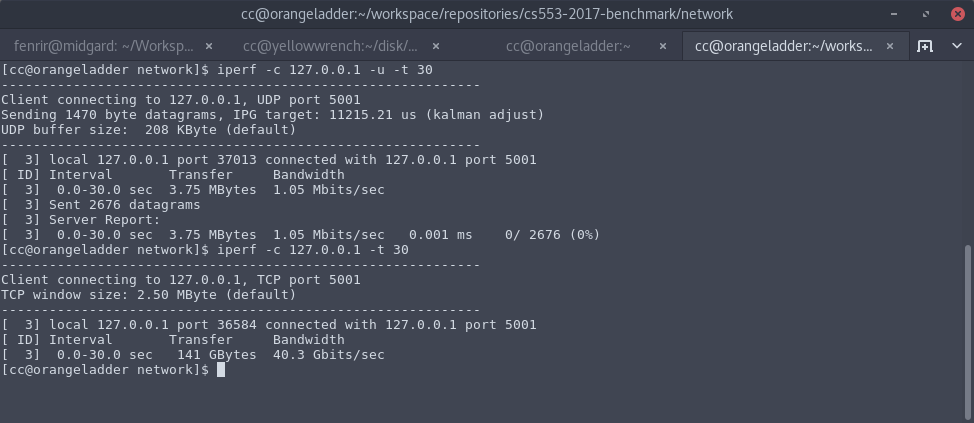 cc@orangeladder:~/workspace/repositories/cs553-2017-benchmark/network
fenrir@midgard: ~/Worksp... × cc@yellowwrench:~/disk/... × cc@orangeladder:~ × cc@orangeladder:~/works... ×
[cc@orangeladder network]$ iperf -c 127.0.0.1 -u -t 30
------------------------------------------------------------
Client connecting to 127.0.0.1, UDP port 5001
Sending 1470 byte datagrams, IPG target: 11215.21 us (kalman adjust)
UDP buffer size:  208 KByte (default)
------------------------------------------------------------
[  3] local 127.0.0.1 port 37013 connected with 127.0.0.1 port 5001
[ ID] Interval       Transfer     Bandwidth
[  3]  0.0-30.0 sec  3.75 MBytes  1.05 Mbits/sec
[  3] Sent 2676 datagrams
[  3] Server Report:
[  3]  0.0-30.0 sec  3.75 MBytes  1.05 Mbits/sec   0.001 ms    0/ 2676 (0%)
[cc@orangeladder network]$ iperf -c 127.0.0.1 -t 30
------------------------------------------------------------
Client connecting to 127.0.0.1, TCP port 5001
TCP window size: 2.50 MByte (default)
------------------------------------------------------------
[  3] local 127.0.0.1 port 36584 connected with 127.0.0.1 port 5001
[ ID] Interval       Transfer     Bandwidth
[  3]  0.0-30.0 sec   141 GBytes  40.3 Gbits/sec
[cc@orangeladder network]$